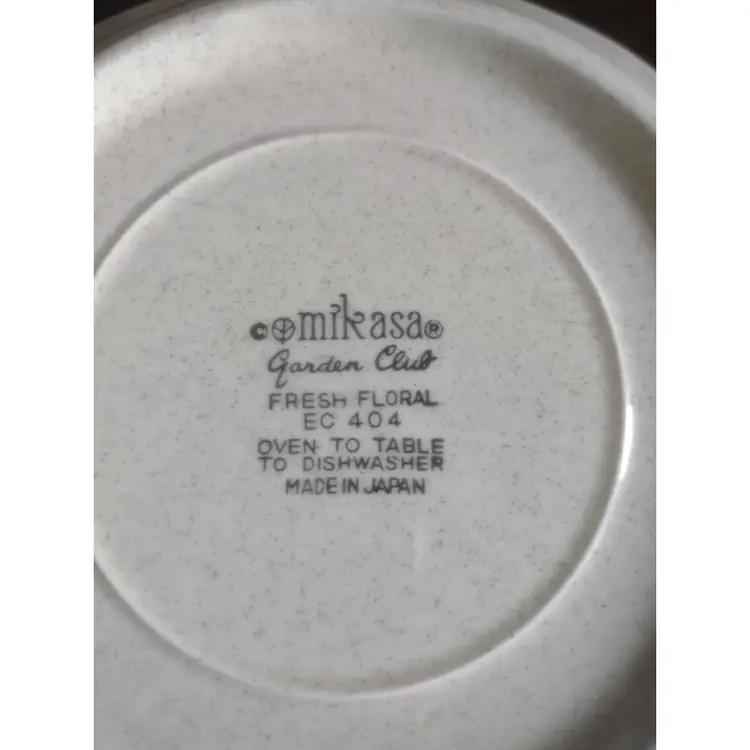 © mikasa®
Garden Club
FRESH FLORAL
EC 404
OVEN TO TABLE
TO DISHWASHER
MADE IN JAPAN